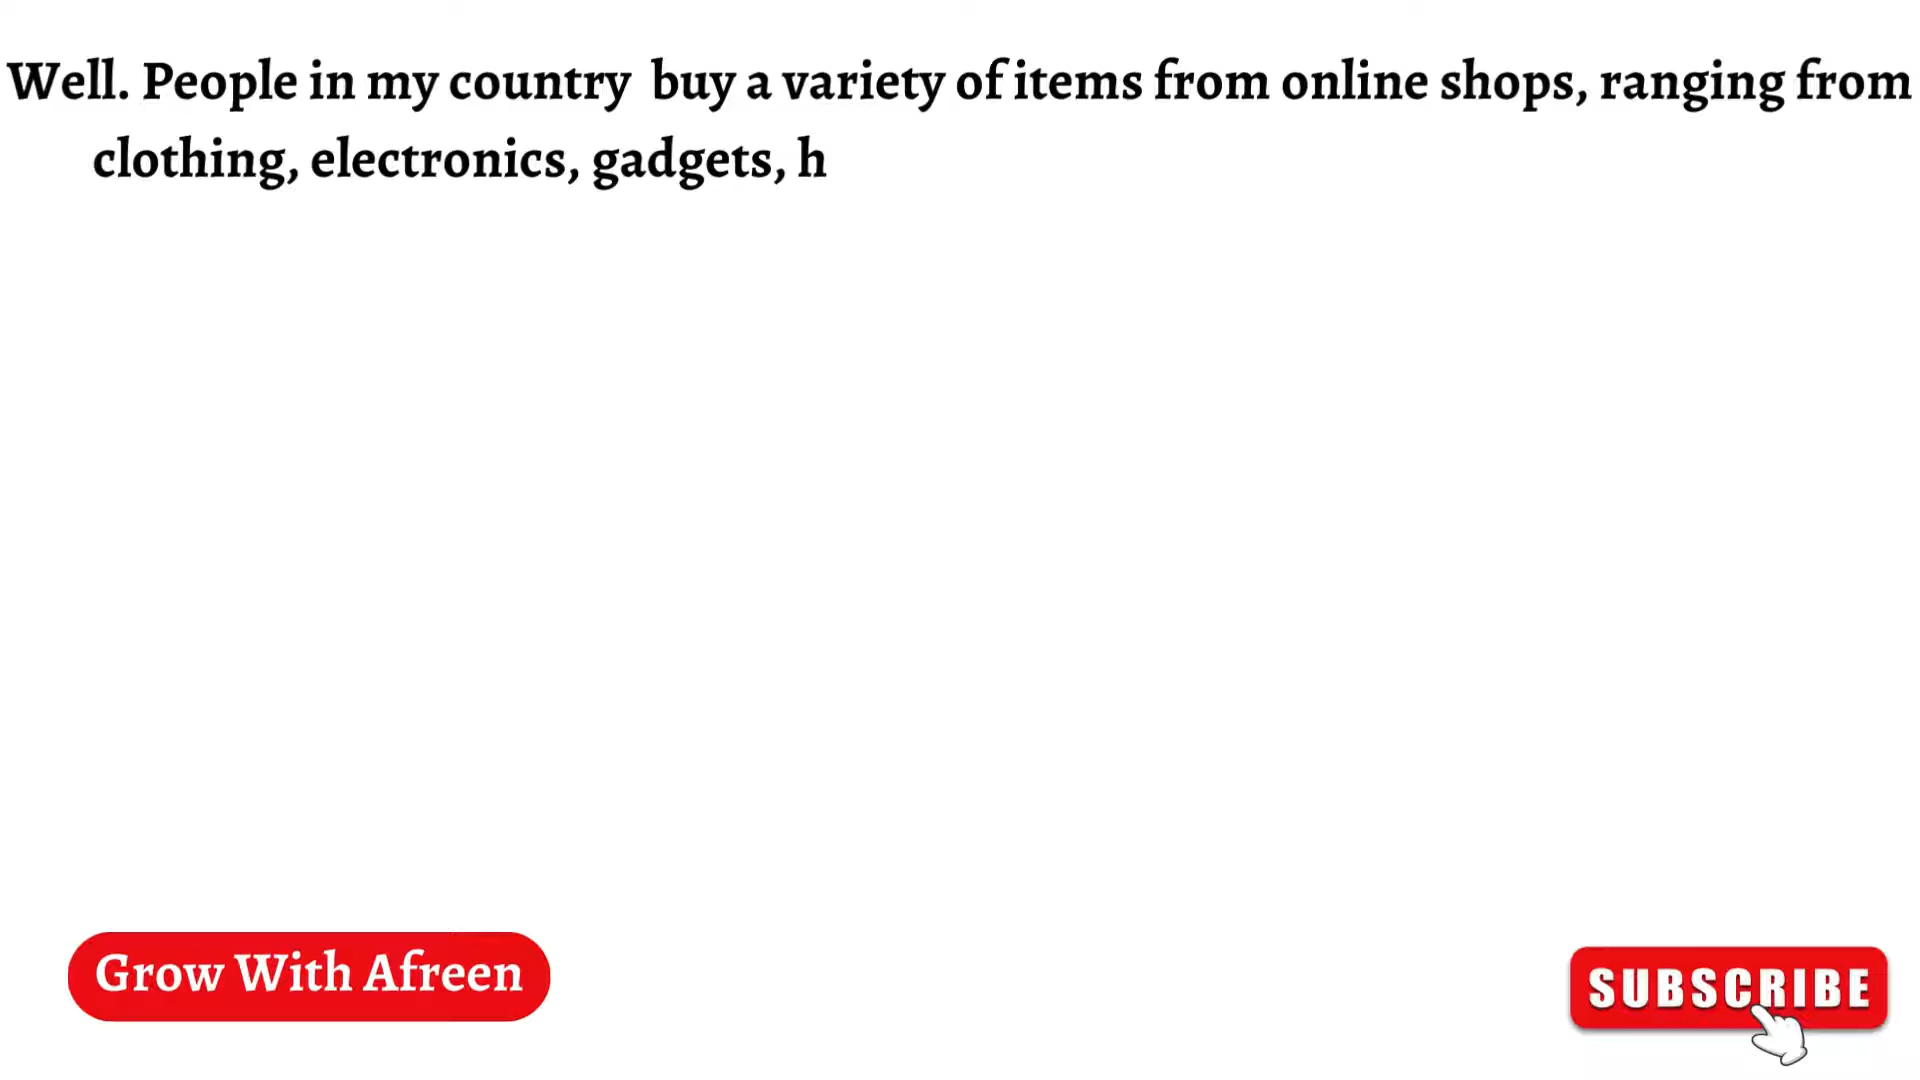 Well. People in my country buy a variety of items from online shops, ranging from
clothing, electronics, gadgets, h
Grow With Afreen
SUBSCRIBE